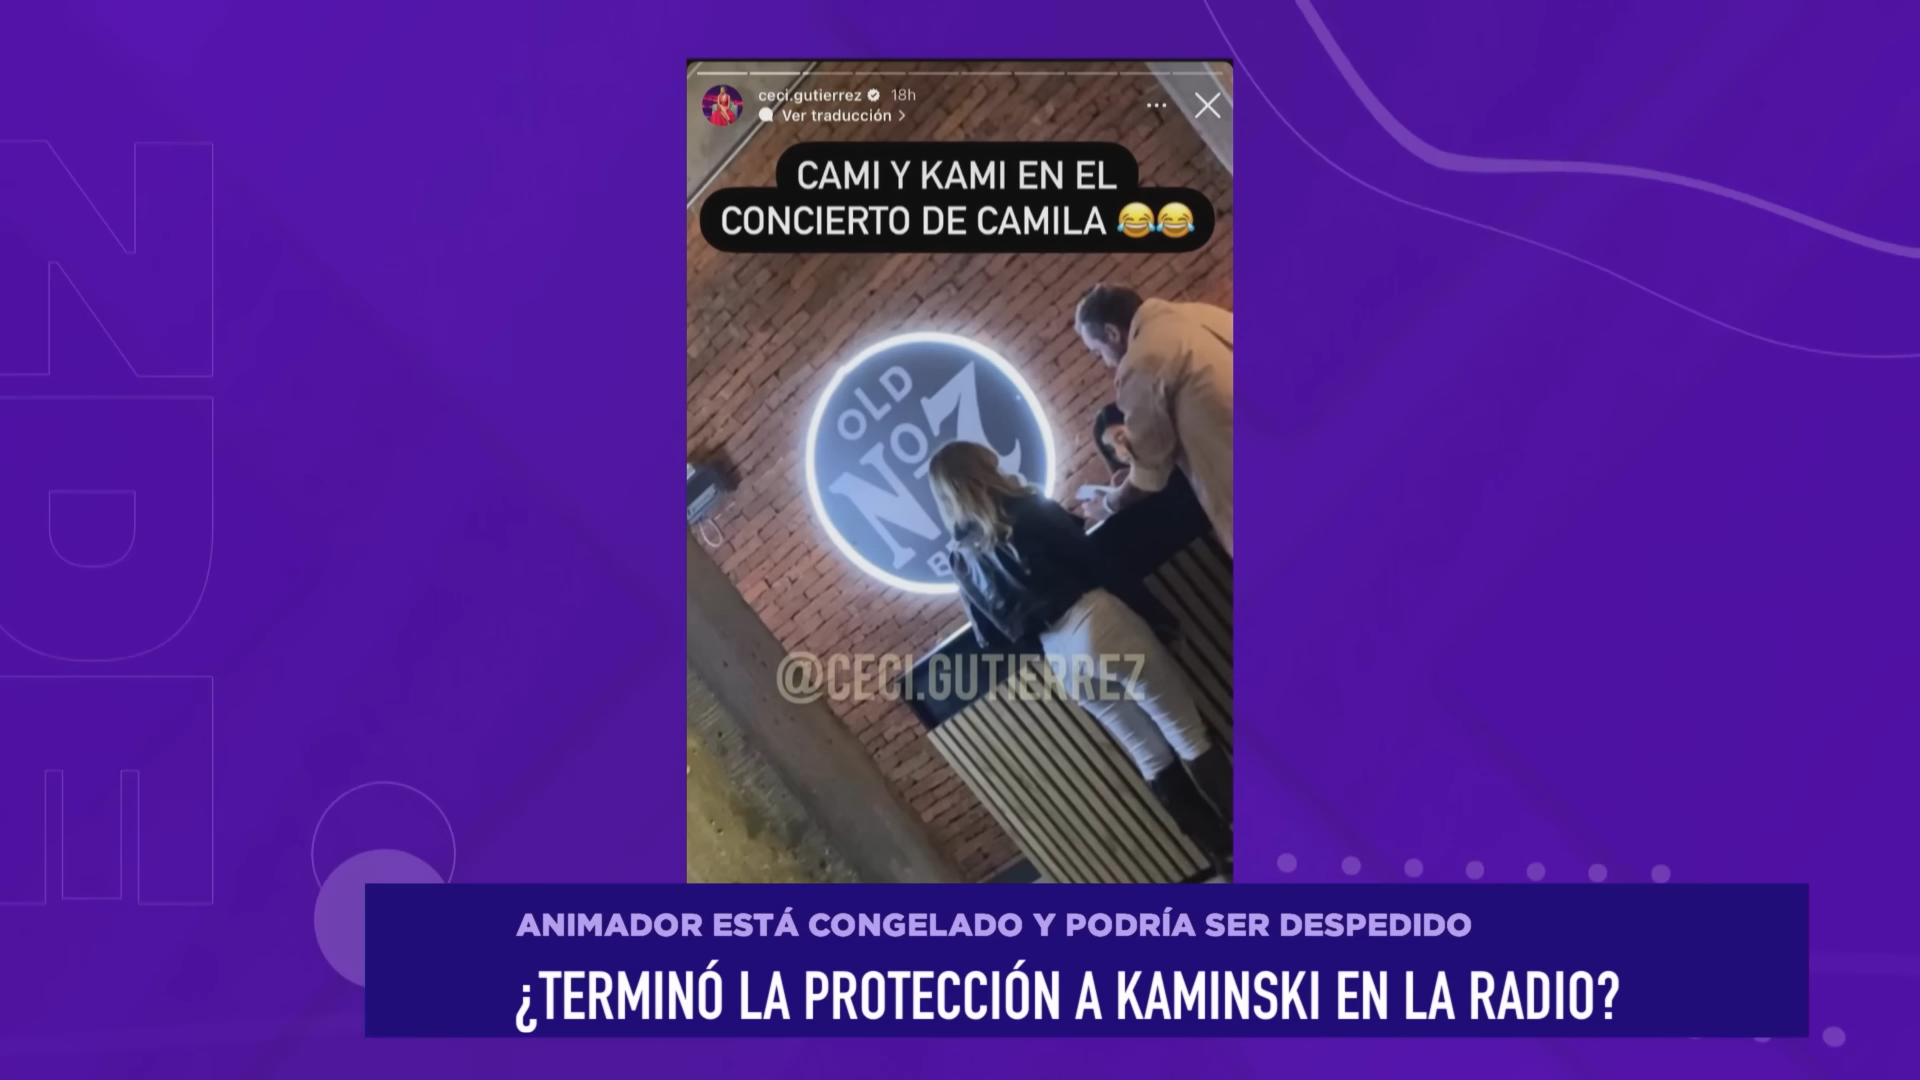 ceci.gutierrez 18h
Ver traducción >
CAMI Y KAMI EN EL
CONCIERTO DE CAMILA 😂😂
OLD
No 7
@CECI.GUTIERREZ
ZPE
ANIMADOR ESTÁ CONGELADO Y PODRÍA SER DESPEDIDO
¿TERMINÓ LA PROTECCIÓN A KAMINSKI EN LA RADIO?